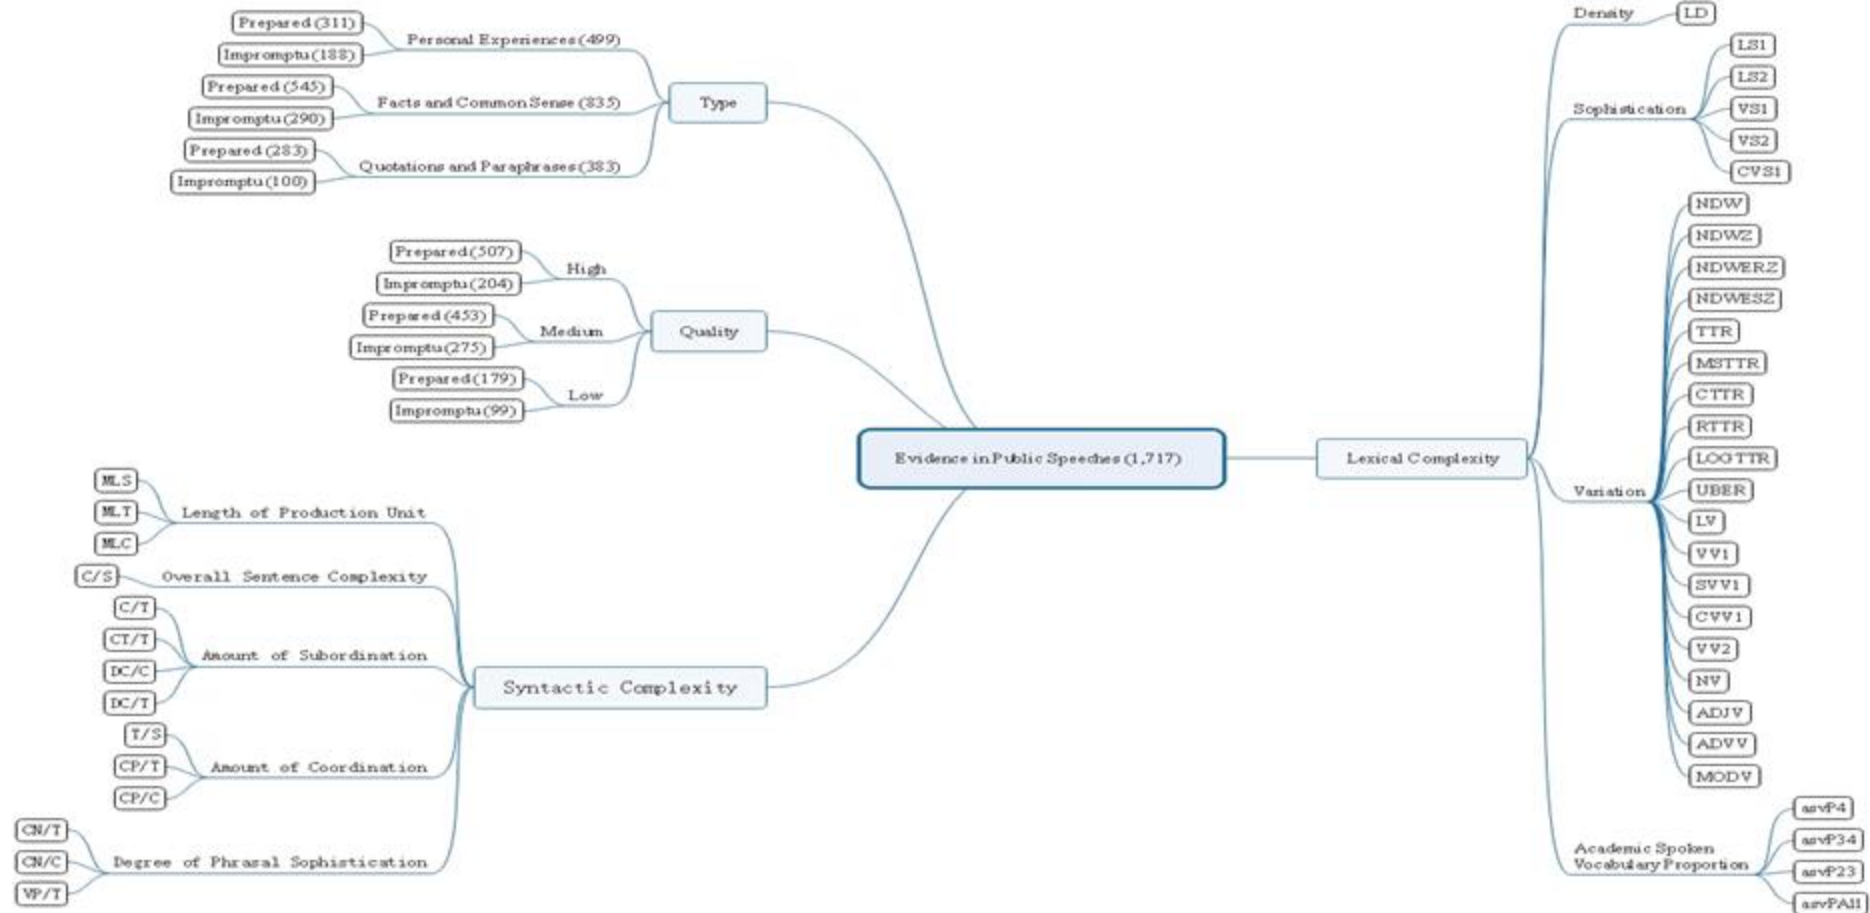 Prepared (311)
Impromptu (188)
Personal Experiences (499)
Prepared (545)
Impromptu (290)
Facts and Common Sense (835)
Prepared (283)
Impromptu (100)
Quotations and Paraphrases (383)
Type
Prepared (507)
Impromptu (204)
High
Prepared (453)
Impromptu (275)
Medium
Prepared (179)
Impromptu (99)
Low
Quality
MLS
MLT
MLC
Length of Production Unit
C/S
Overall Sentence Complexity
C/T
CT/T
DC/C
DC/T
Amount of Subordination
T/S
CP/T
CP/C
Amount of Coordination
CN/T
CN/C
VP/T
Degree of Phrasal Sophistication
Syntactic Complexity
Evidence in Public Speeches (1,717)
Lexical Complexity
Density
LD
Sophistication
LS1
LS2
VS1
VS2
CVS1
Variation
NDW
NDWZ
NDWERZ
NDWESZ
TTR
MSTTR
CTTR
RTTR
LOGTTR
UBER
LV
VV1
SVV1
CVV1
VV2
NV
ADJV
ADVV
MODV
Academic Spoken
Vocabulary Proportion
asvP4
asvP34
asvP23
asvPAll